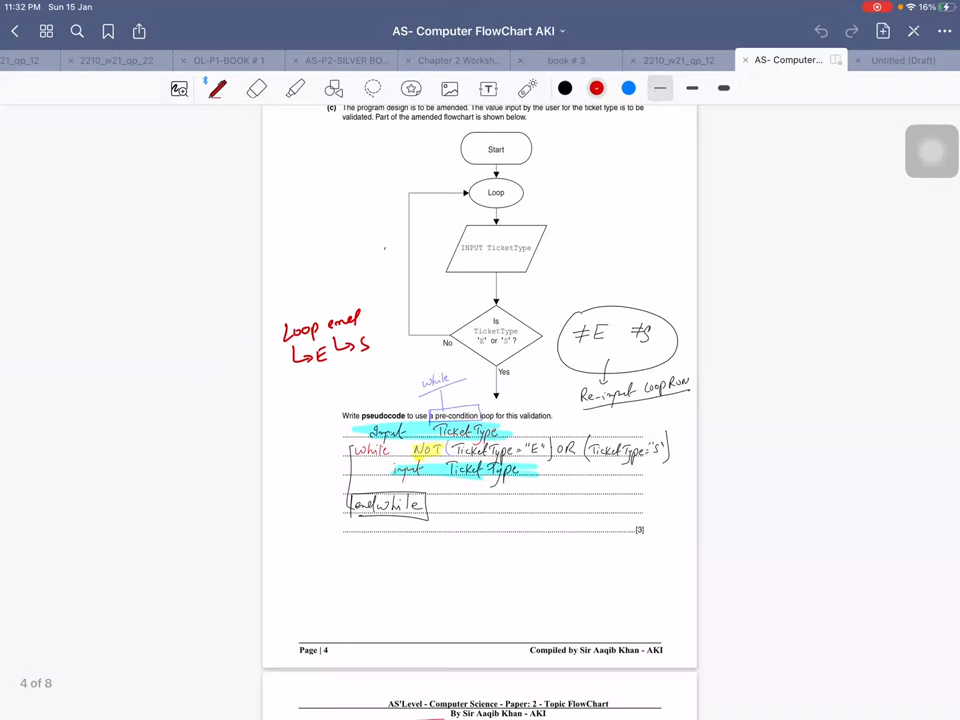 11:32 PM Sun 15 Jan
16%
AS- Computer FlowChart AKI
21_qp_12
2210_w21_qp_22
OL-P1-BOOK # 1
AS-P2-SILVER BO...
Chapter 2 Worksh...
book # 3
2210_w21_qp_12
AS- Computer...
Untitled (Draft)
(c) The program design is to be amended. The value input by the user for the ticket type is to be
validated. Part of the amended flowchart is shown below.
Start
Loop
INPUT TicketType
Is
TicketType
'E' or 'S'?
No
Yes
Loop end
↳E ↳S
≠E ≠S
Re-input Loop Run
while
Write pseudocode to use a pre-condition loop for this validation.
Input TicketType
While NOT (TicketType="E") OR (TicketType="S")
input TicketType
endwhile
[3]
Page | 4
Compiled by Sir Aaqib Khan - AKI
4 of 8
AS'Level - Computer Science - Paper: 2 - Topic FlowChart
By Sir Aaqib Khan - AKI